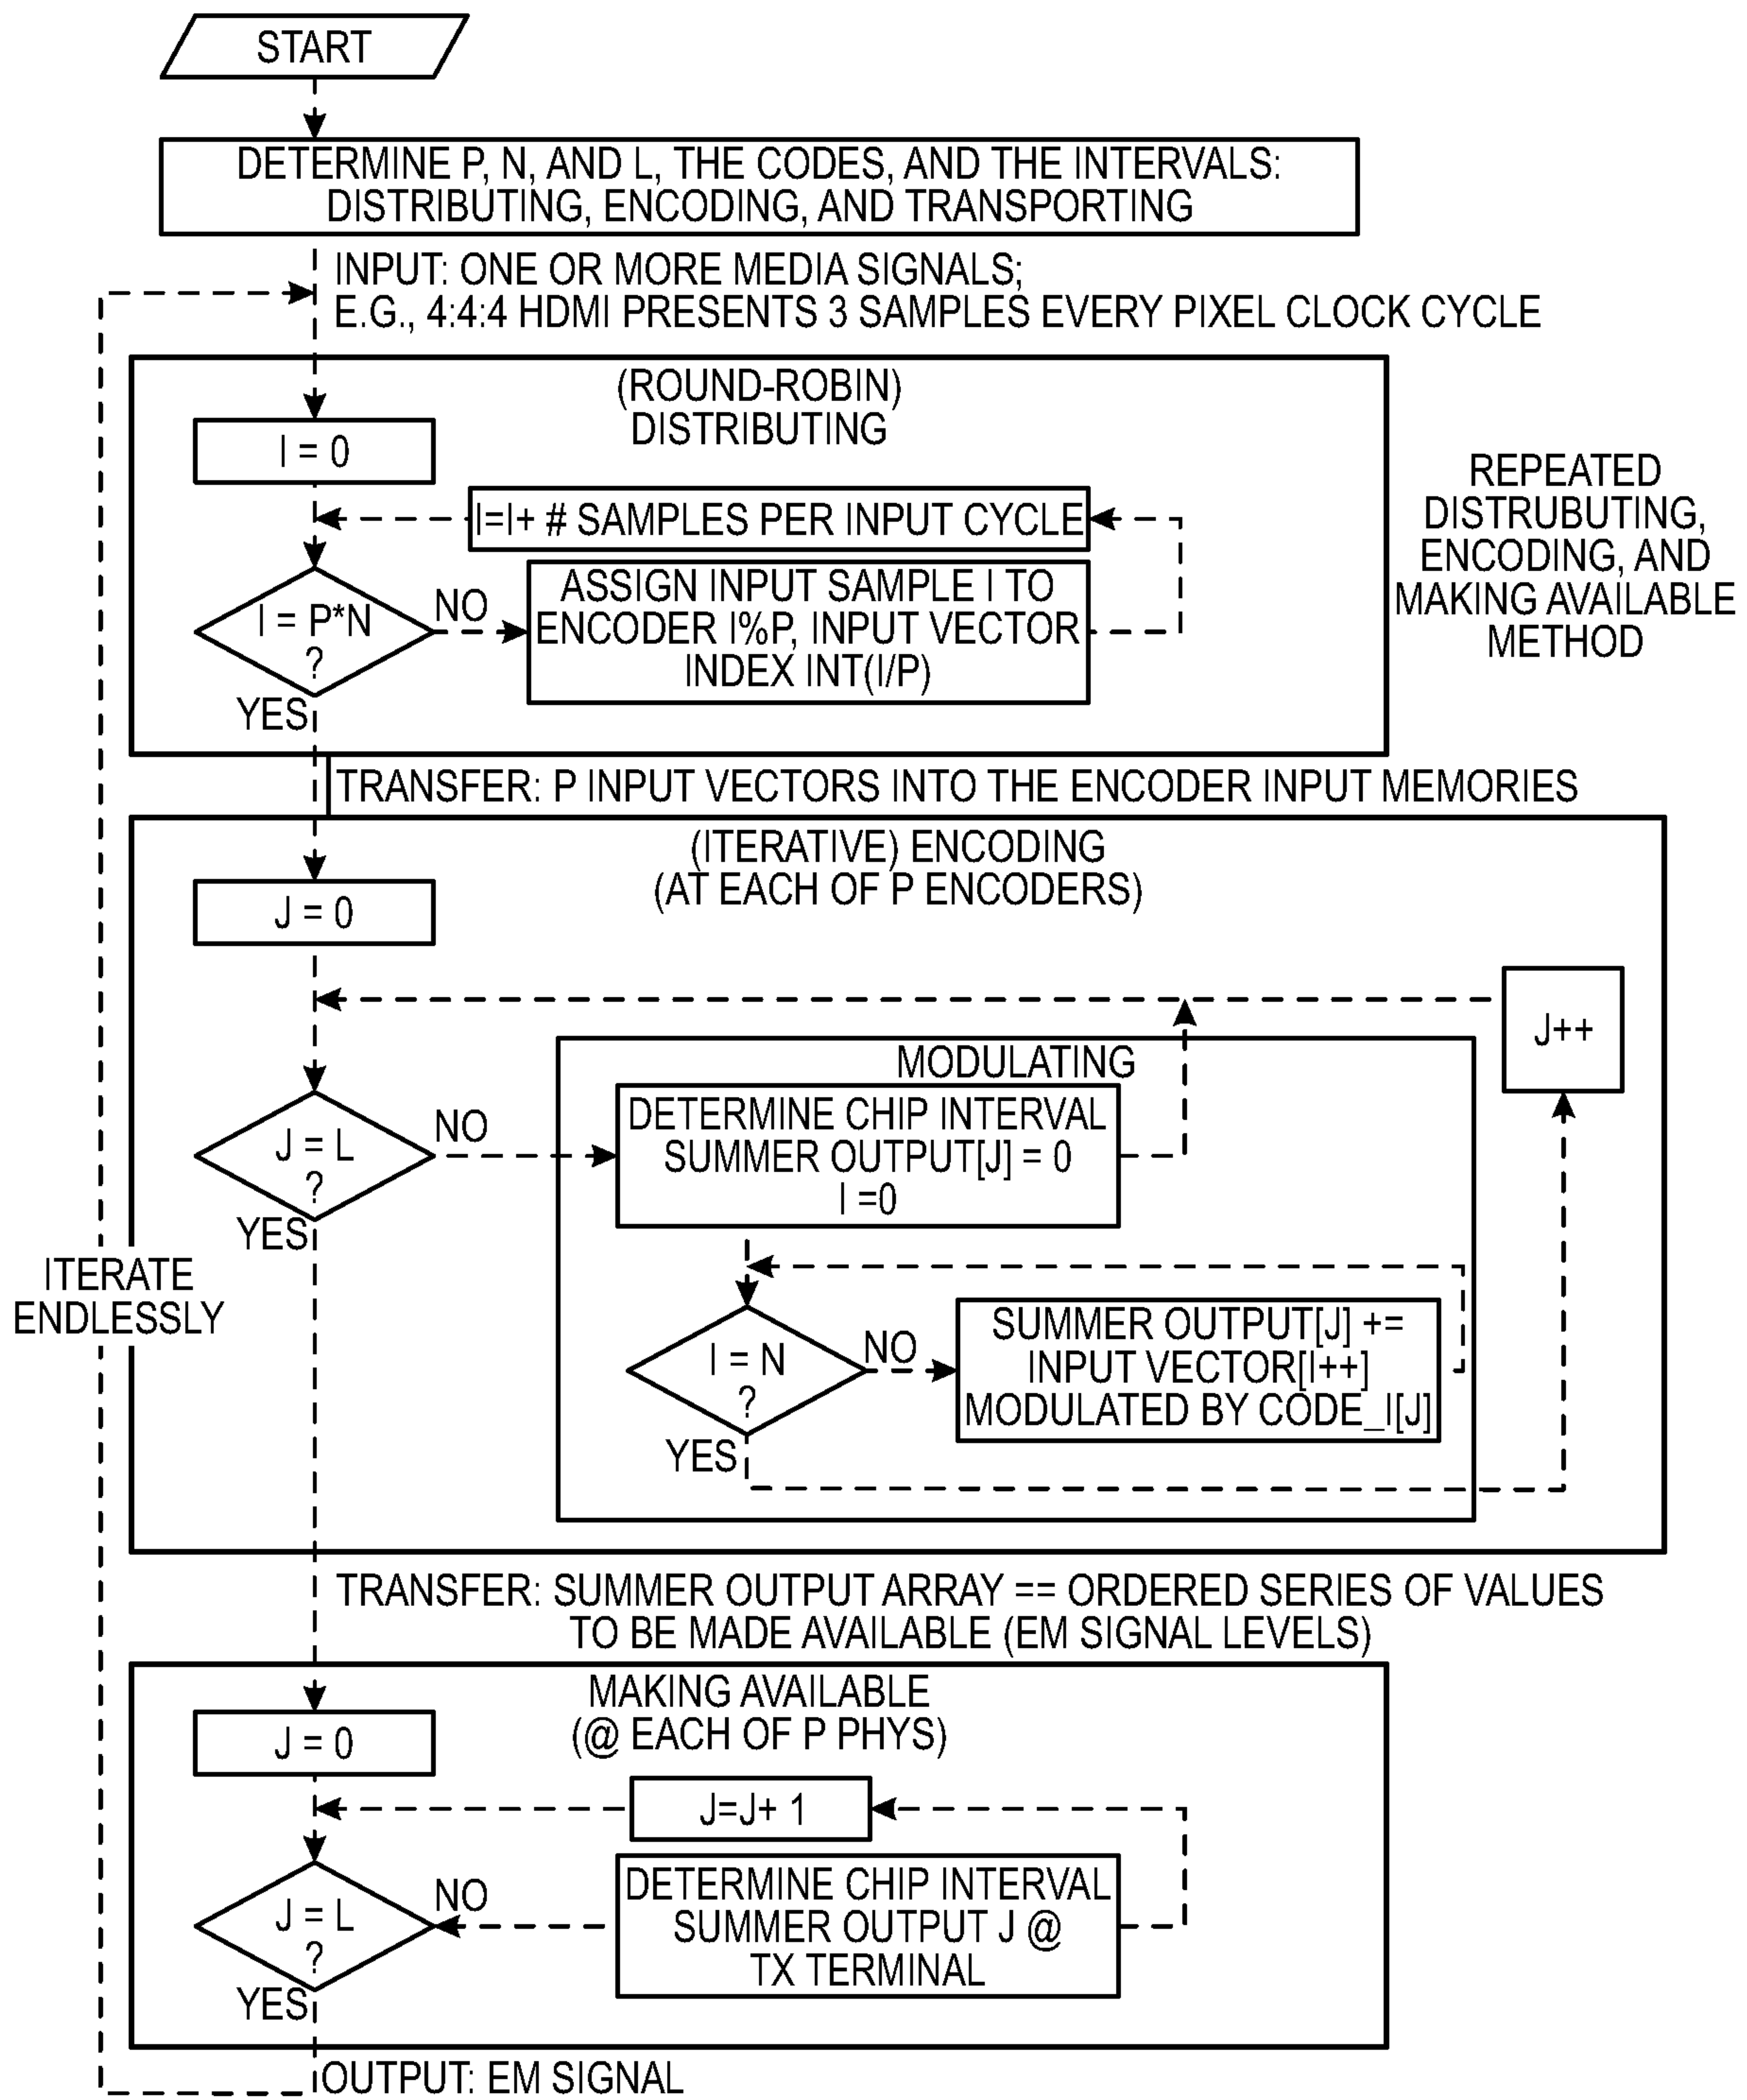 START
DETERMINE P, N, AND L, THE CODES, AND THE INTERVALS:
DISTRIBUTING, ENCODING, AND TRANSPORTING
INPUT: ONE OR MORE MEDIA SIGNALS;
E.G., 4:4:4 HDMI PRESENTS 3 SAMPLES EVERY PIXEL CLOCK CYCLE
(ROUND-ROBIN)
DISTRIBUTING
I = 0
I=I+ # SAMPLES PER INPUT CYCLE
I = P*N
?
NO
YES
ASSIGN INPUT SAMPLE I TO
ENCODER I%P, INPUT VECTOR
INDEX INT(I/P)
REPEATED
DISTRUBUTING,
ENCODING, AND
MAKING AVAILABLE
METHOD
TRANSFER: P INPUT VECTORS INTO THE ENCODER INPUT MEMORIES
(ITERATIVE) ENCODING
(AT EACH OF P ENCODERS)
J = 0
J++
MODULATING
J = L
?
NO
YES
DETERMINE CHIP INTERVAL
SUMMER OUTPUT[J] = 0
I =0
ITERATE
ENDLESSLY
I = N
?
NO
YES
SUMMER OUTPUT[J] +=
INPUT VECTOR[I++]
MODULATED BY CODE_I[J]
TRANSFER: SUMMER OUTPUT ARRAY == ORDERED SERIES OF VALUES
TO BE MADE AVAILABLE (EM SIGNAL LEVELS)
MAKING AVAILABLE
(@ EACH OF P PHYS)
J = 0
J=J+ 1
J = L
?
NO
YES
DETERMINE CHIP INTERVAL
SUMMER OUTPUT J @
TX TERMINAL
OUTPUT: EM SIGNAL